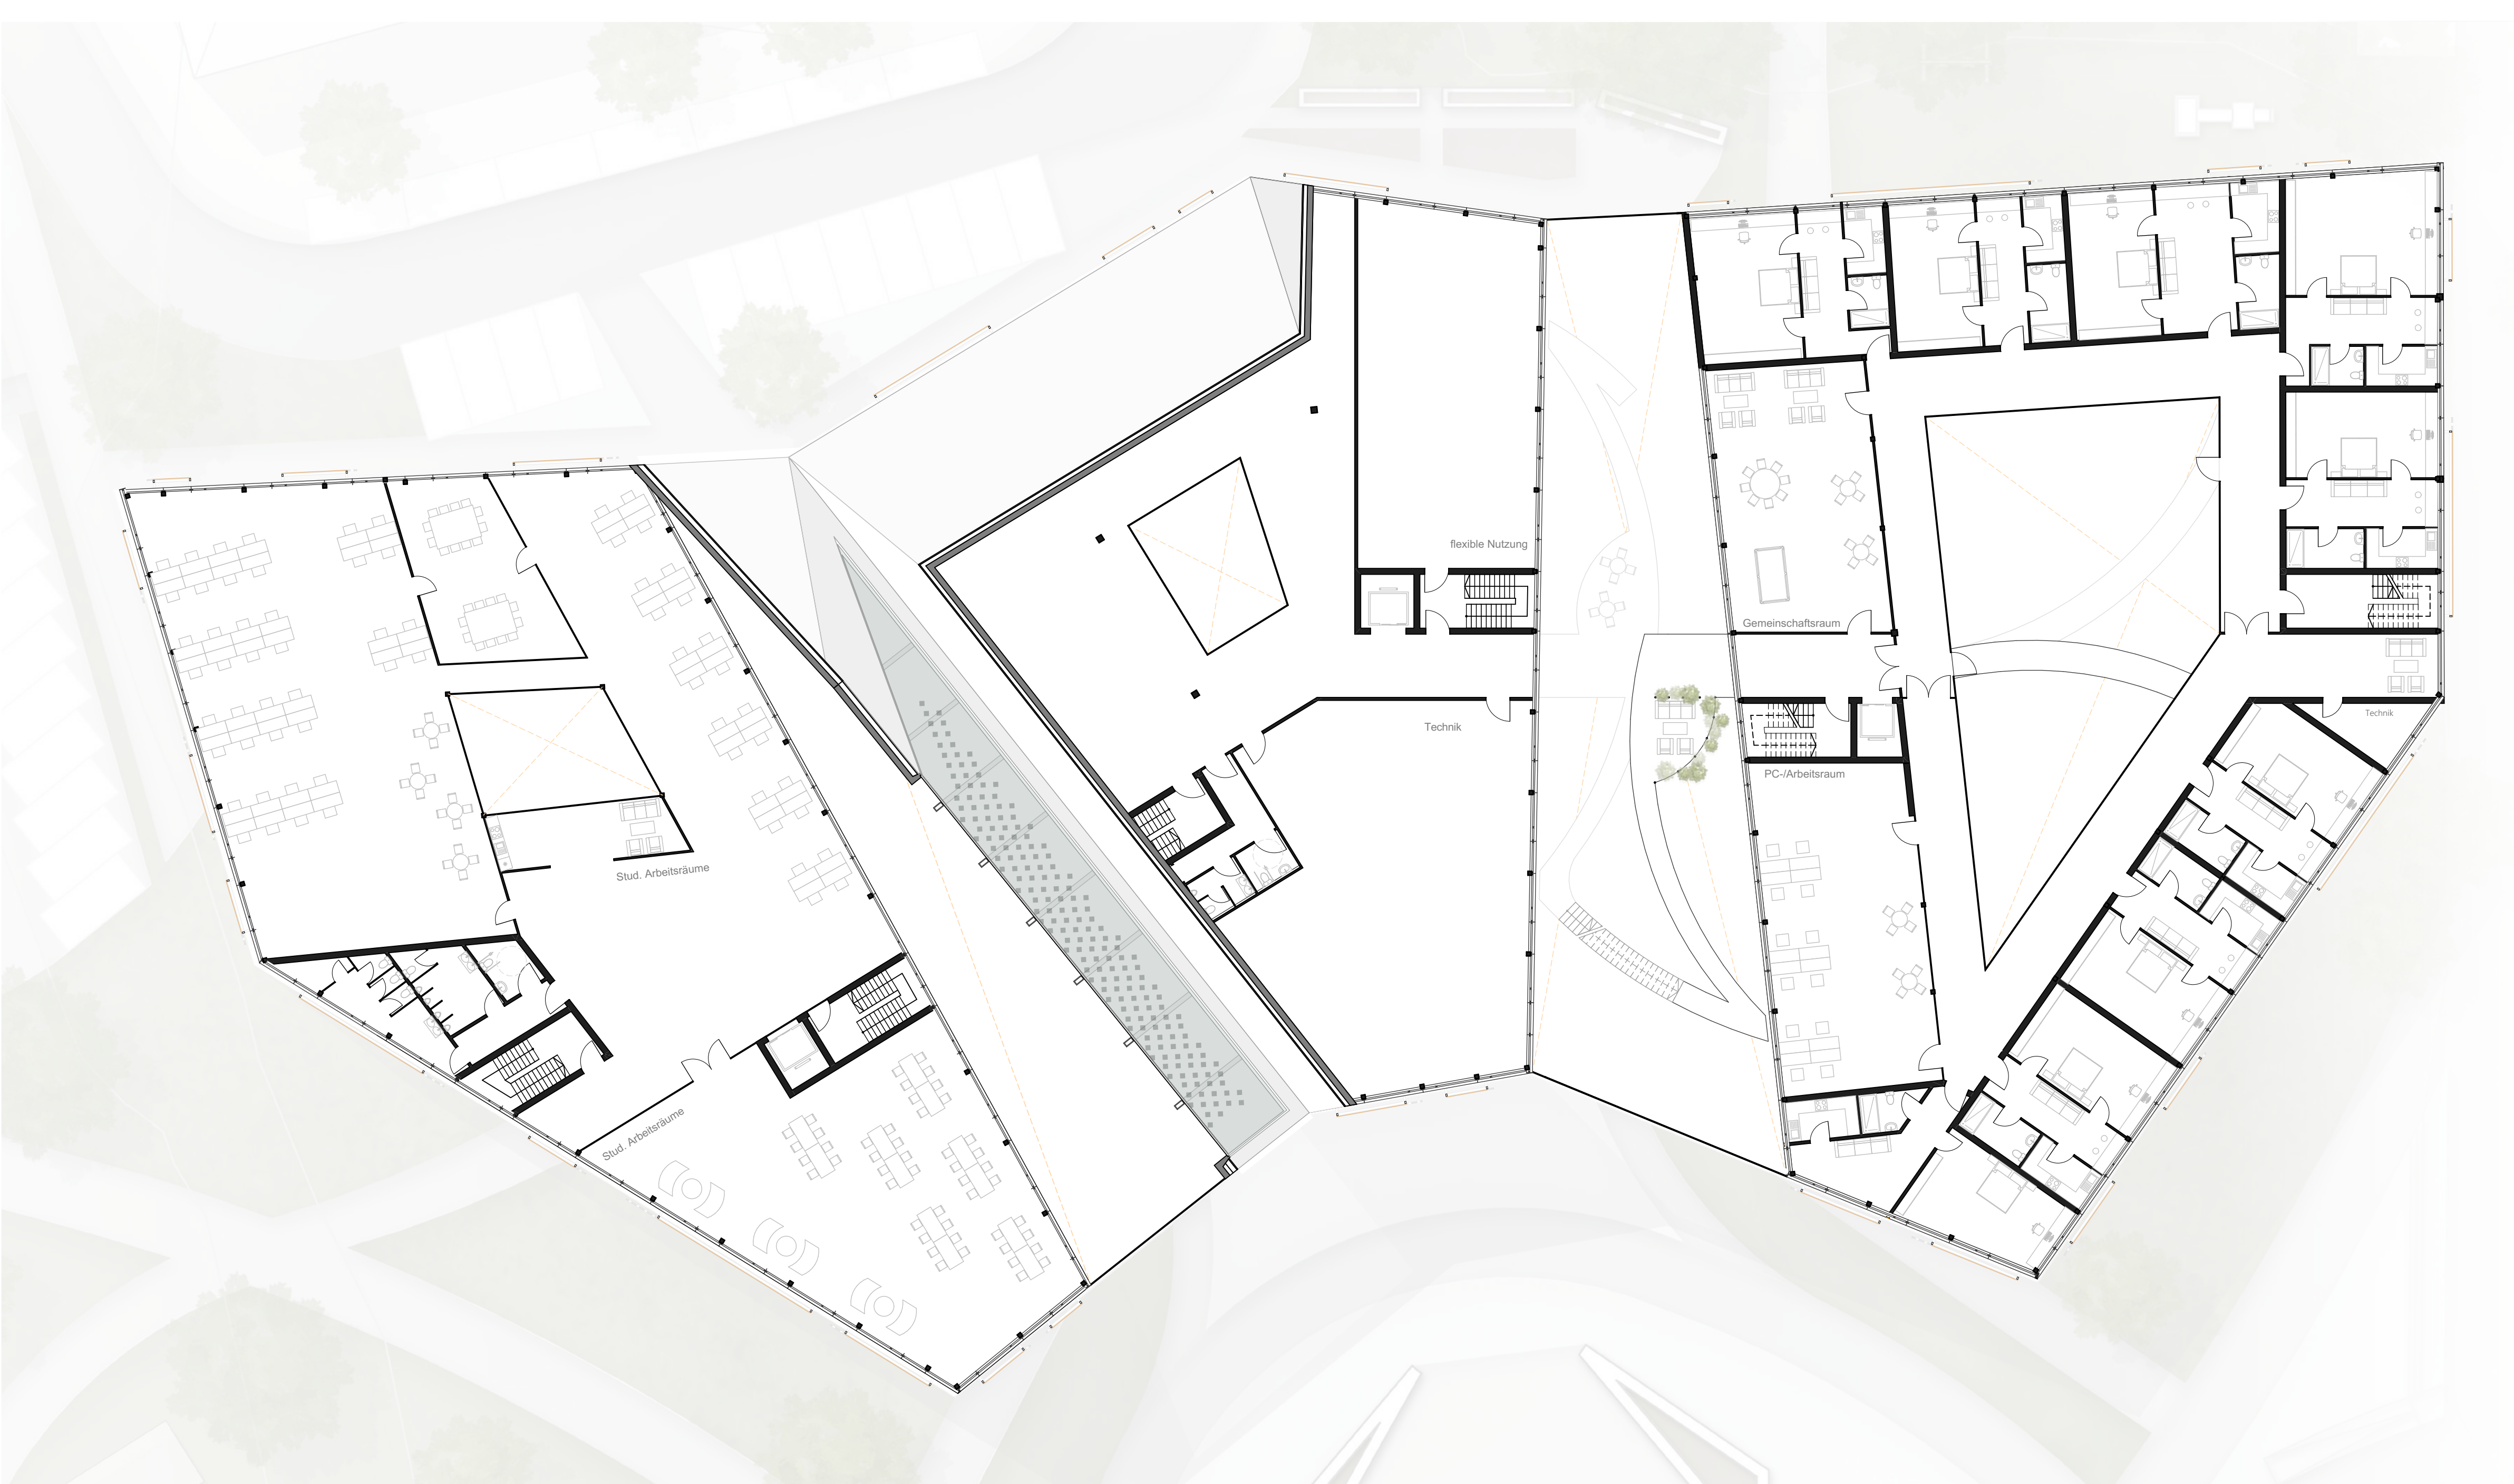 flexible Nutzung
Gemeinschaftsraum
Technik
Technik
PC-/Arbeitsraum
Stud. Arbeitsräume
Stud. Arbeitsräume